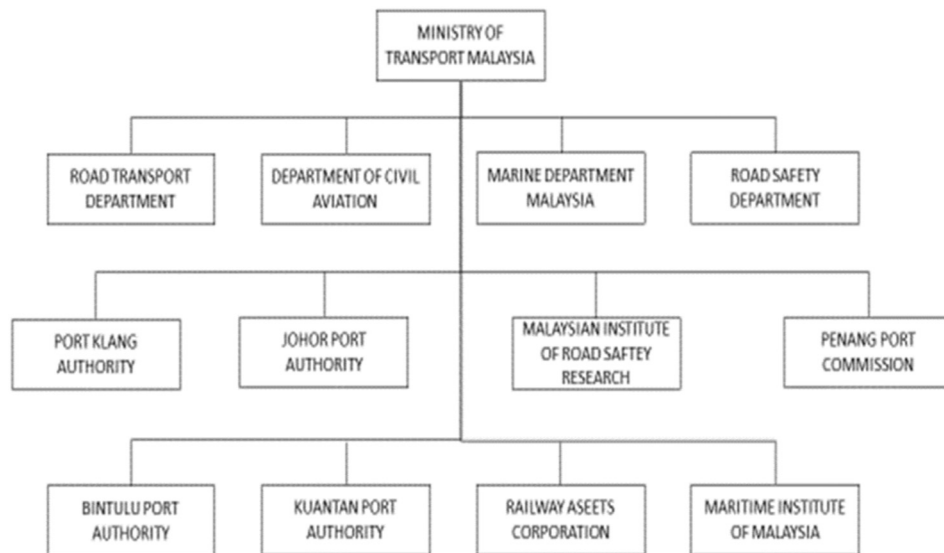 MINISTRY OF
TRANSPORT MALAYSIA
ROAD TRANSPORT
DEPARTMENT
DEPARTMENT OF CIVIL
AVIATION
MARINE DEPARTMENT
MALAYSIA
ROAD SAFETY
DEPARTMENT
PORT KLANG
AUTHORITY
JOHOR PORT
AUTHORITY
MALAYSIAN INSTITUTE
OF ROAD SAFTEY
RESEARCH
PENANG PORT
COMMISSION
BINTULU PORT
AUTHORITY
KUANTAN PORT
AUTHORITY
RAILWAY ASEETS
CORPORATION
MARITIME INSTITUTE
OF MALAYSIA